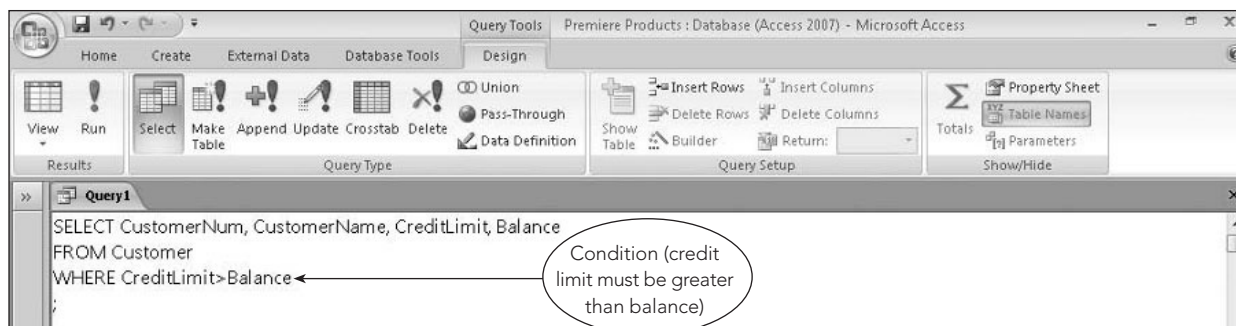 Query Tools
Premiere Products : Database (Access 2007) - Microsoft Access
Home
Create
External Data
Database Tools
Design
View
Run
Select
Make Table
Append
Update
Crosstab
Delete
Union
Pass-Through
Data Definition
Show Table
Insert Rows
Delete Rows
Builder
Insert Columns
Delete Columns
Return:
Totals
Property Sheet
Table Names
Parameters
Results
Query Type
Query Setup
Show/Hide
Query1
SELECT CustomerNum, CustomerName, CreditLimit, Balance
FROM Customer
WHERE CreditLimit>Balance
;
Condition (credit
limit must be greater
than balance)